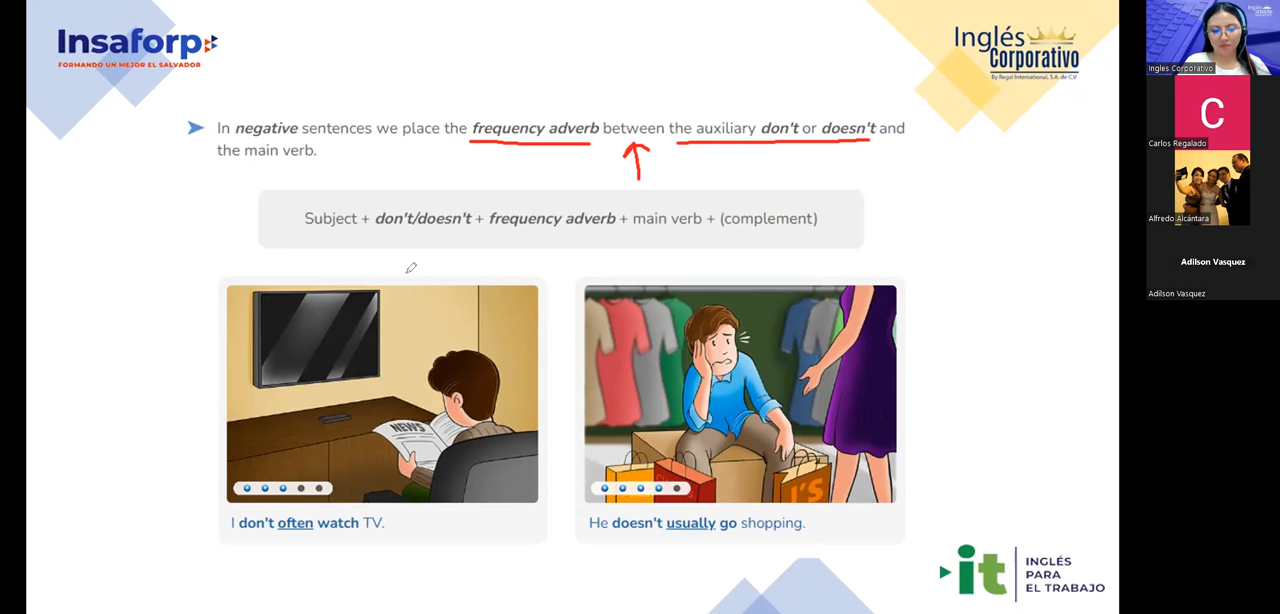 Insaforp
FORMANDO UN MEJOR EL SALVADOR
Inglés
Corporativo
By Regal International, S.A. de C.V.
In negative sentences we place the frequency adverb between the auxiliary don't or doesn't and
the main verb.
Subject + don't/doesn't + frequency adverb + main verb + (complement)
NEWS
I don't often watch TV.
I'S
He doesn't usually go shopping.
it
INGLÉS
PARA
EL TRABAJO
Ingles Corporativo
C
Carlos Regalado
Alfredo Alcántara
Adilson Vasquez
Adilson Vasquez